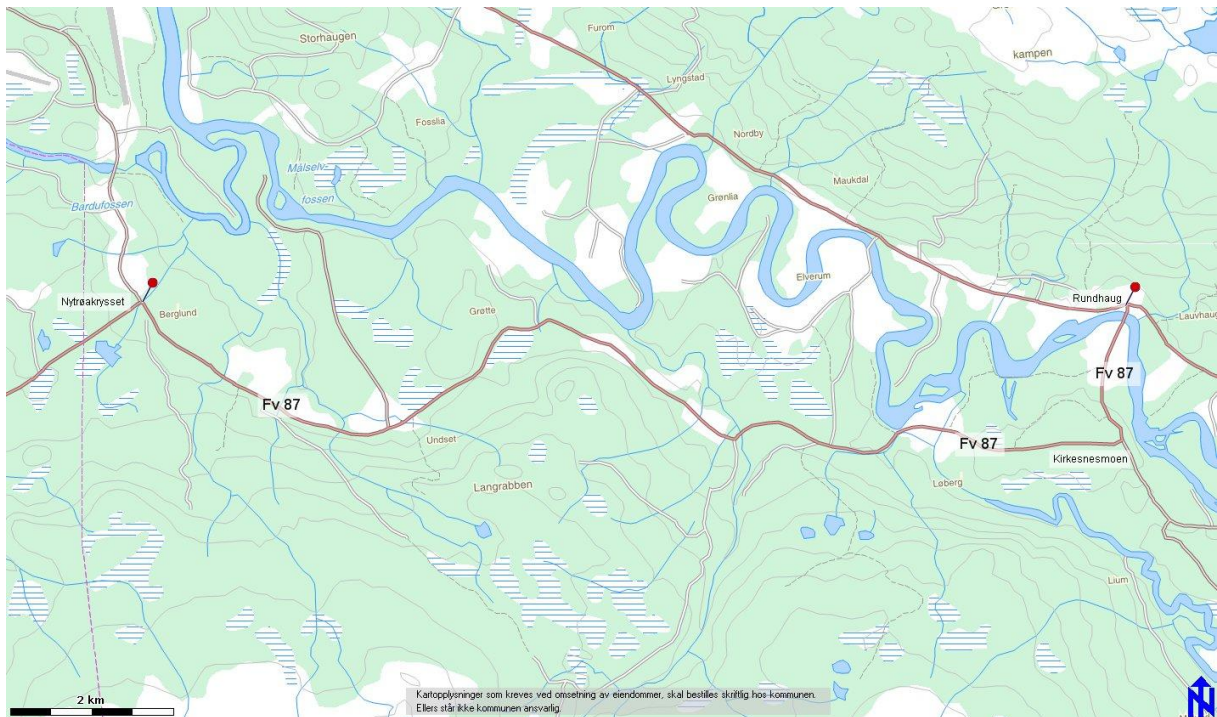 Furom
Storhaugen
kampen
Lyngstad
Fosslia
Nordby
Målselv-
fossen
Maukdal
Bardufossen
Grønlia
Elverum
Nytrøakrysset
Rundhaug
Berglund
Grøtte
Lauvhaug
Fv 87
Fv 87
Undset
Fv 87
Kirkesnesmoen
Langrabben
Løberg
Lium
2 km
Kartopplysninger som kreves ved omsetning av eiendommer, skal bestilles skriftlig hos kommunen.
Ellers står ikke kommunen ansvarlig.
N